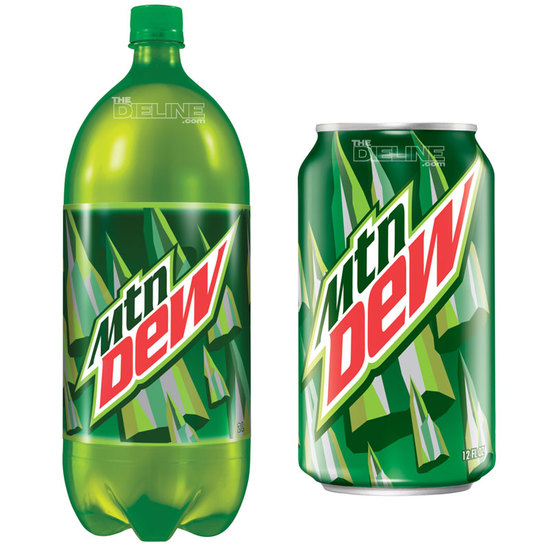 THE
DIELINE
.com
Mtn
DEW
THE
DIELINE
.com
Mtn
DEW
12 FL OZ